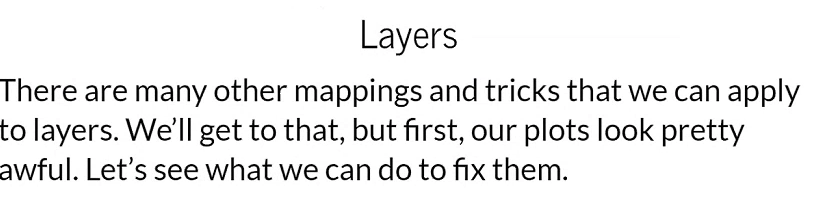 Layers
There are many other mappings and tricks that we can apply
to layers. We’ll get to that, but first, our plots look pretty
awful. Let’s see what we can do to fix them.